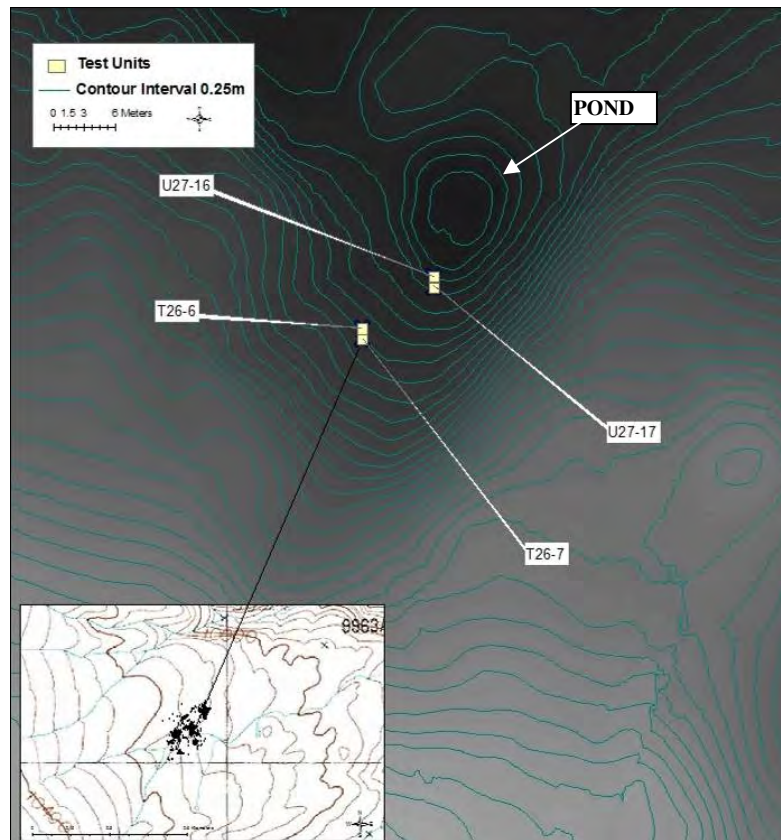 Test Units
Contour Interval 0.25m
0 1.5 3 6 Meters
POND
U27-16
T26-6
U27-17
T26-7